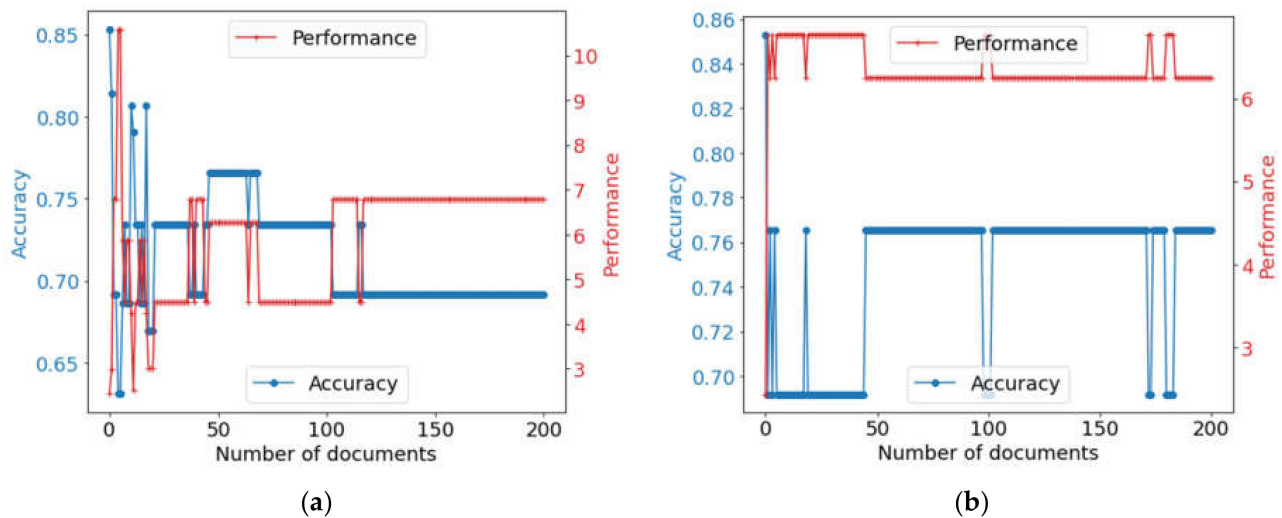 Performance
0.85
0.80
0.75
0.70
0.65
Accuracy
10
9
8
7
6
5
4
3
Performance
Accuracy
0 50 100 150 200
Number of documents
(a)
Performance
0.86
0.84
0.82
0.80
0.78
0.76
0.74
0.72
0.70
Accuracy
6
5
4
3
Performance
Accuracy
0 50 100 150 200
Number of documents
(b)